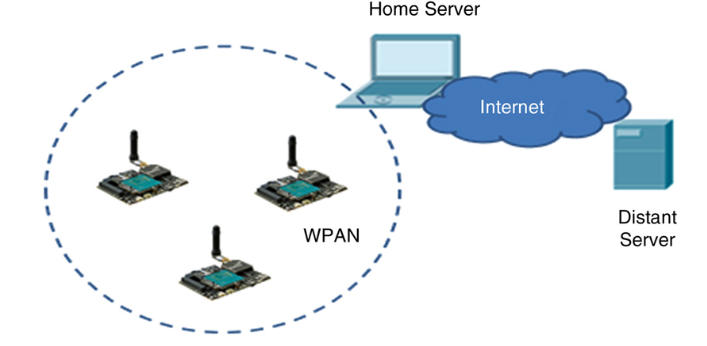 Home Server
Internet
WPAN
Distant
Server